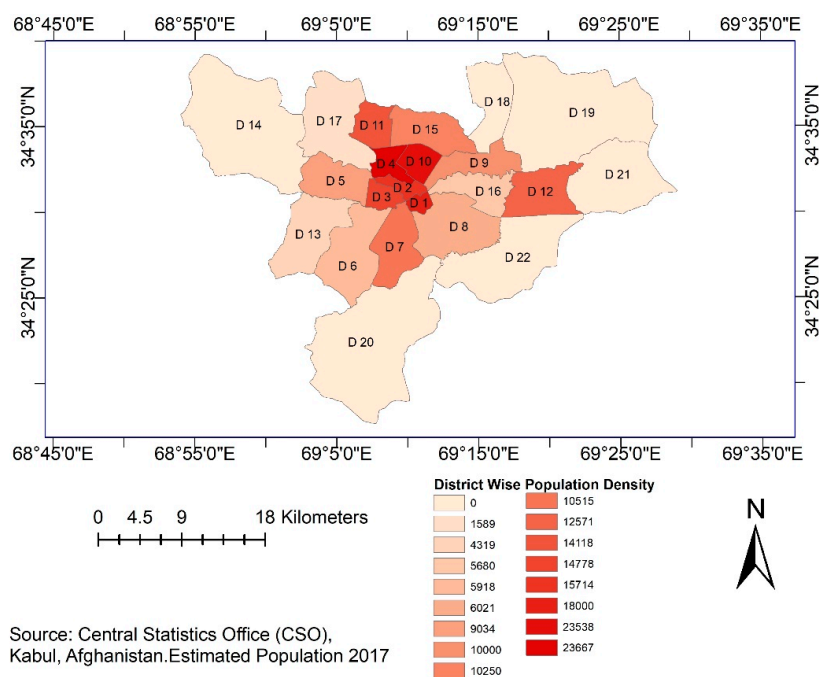 68°45'0"E 68°55'0"E 69°5'0"E 69°15'0"E 69°25'0"E 69°35'0"E
34°35'0"N
34°25'0"N
34°35'0"N
34°25'0"N
D 18
D 19
D 14
D 17
D 11
D 15
D 4
D 10
D 9
D 21
D 5
D 2
D 16
D 12
D 3
D 1
D 13
D 7
D 8
D 6
D 22
D 20
68°45'0"E 68°55'0"E 69°5'0"E 69°15'0"E 69°25'0"E 69°35'0"E
District Wise Population Density
0
1589
4319
5680
5918
6021
9034
10000
10250
10515
12571
14118
14778
15714
18000
23538
23667
0 4.5 9 18 Kilometers
N
Source: Central Statistics Office (CSO),
Kabul, Afghanistan.Estimated Population 2017